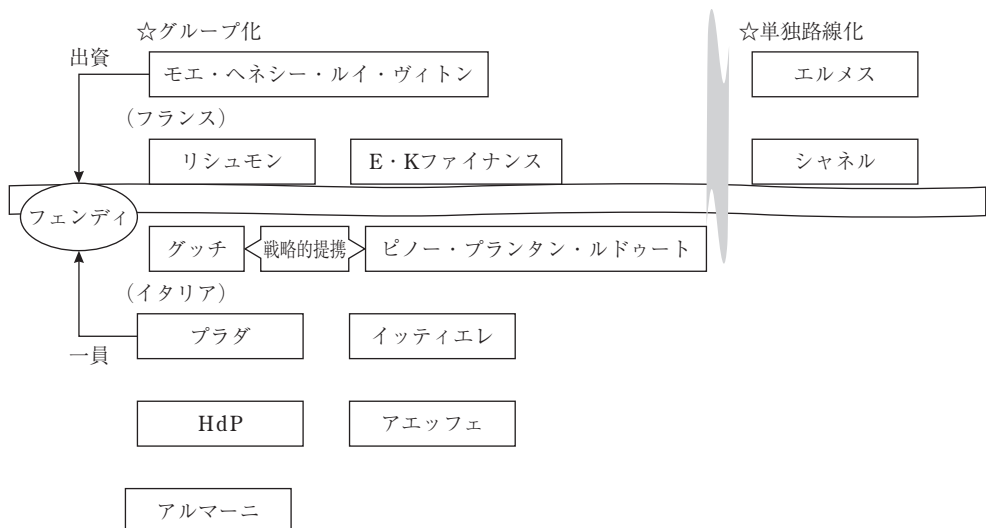 ☆グループ化
☆単独路線化
出資
モエ・ヘネシー・ルイ・ヴィトン
エルメス
（フランス）
リシュモン
E・Kファイナンス
シャネル
フェンディ
グッチ
戦略的提携
ピノー・プランタン・ルドゥート
（イタリア）
プラダ
イッティエレ
一員
HdP
アエッフェ
アルマーニ